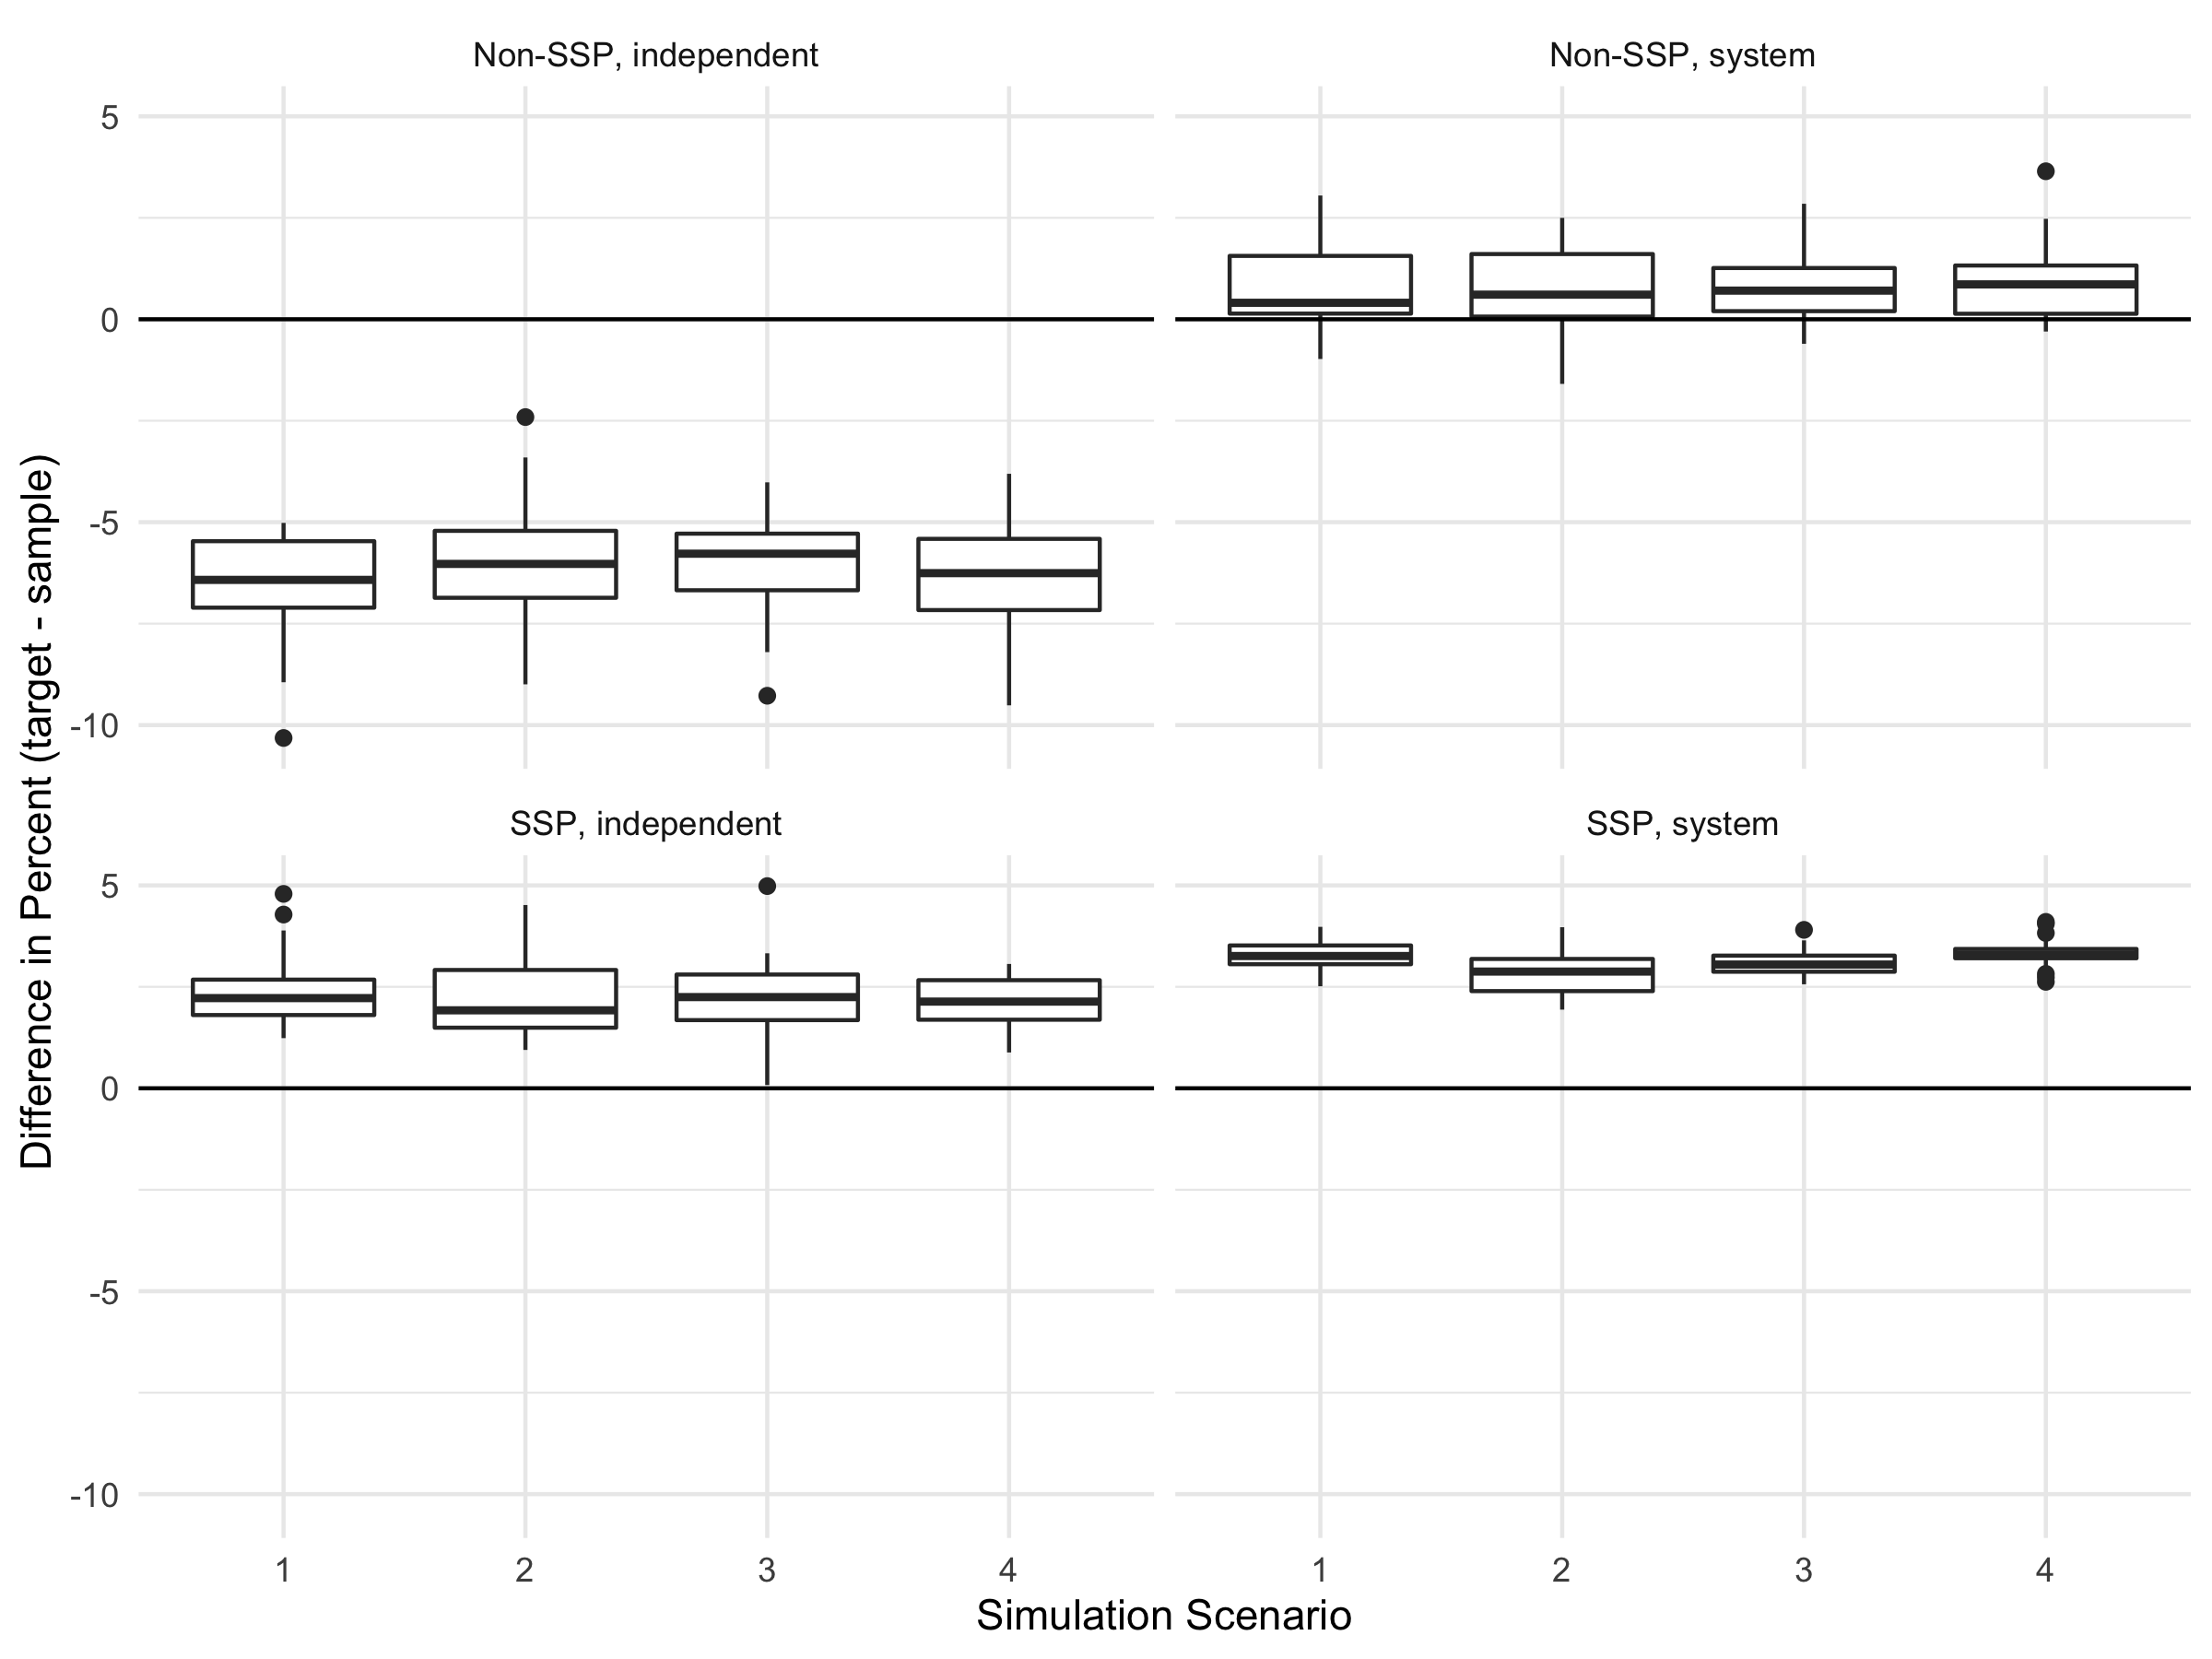 Non-SSP, independent
Non-SSP, system
5
0
-5
-10
SSP, independent
SSP, system
5
0
-5
-10
1 2 3 4 1 2 3 4
Simulation Scenario
Difference in Percent (target - sample)